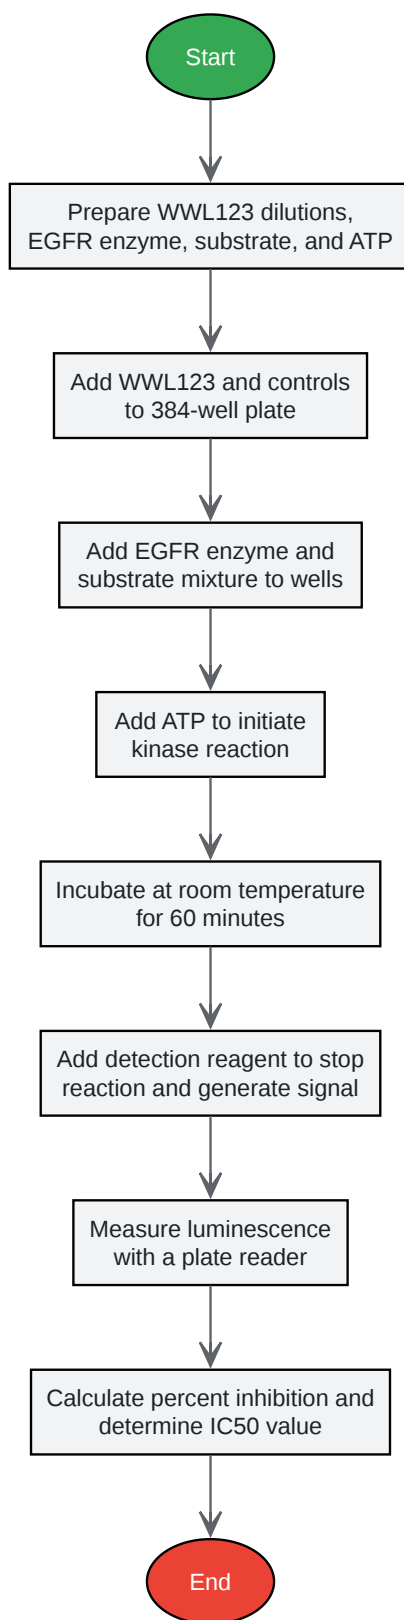 Start
Prepare WWL123 dilutions,
EGFR enzyme, substrate, and ATP
Add WWL123 and controls
to 384-well plate
Add EGFR enzyme and
substrate mixture to wells
Add ATP to initiate
kinase reaction
Incubate at room temperature
for 60 minutes
Add detection reagent to stop
reaction and generate signal
Measure luminescence
with a plate reader
Calculate percent inhibition and
determine IC50 value
End